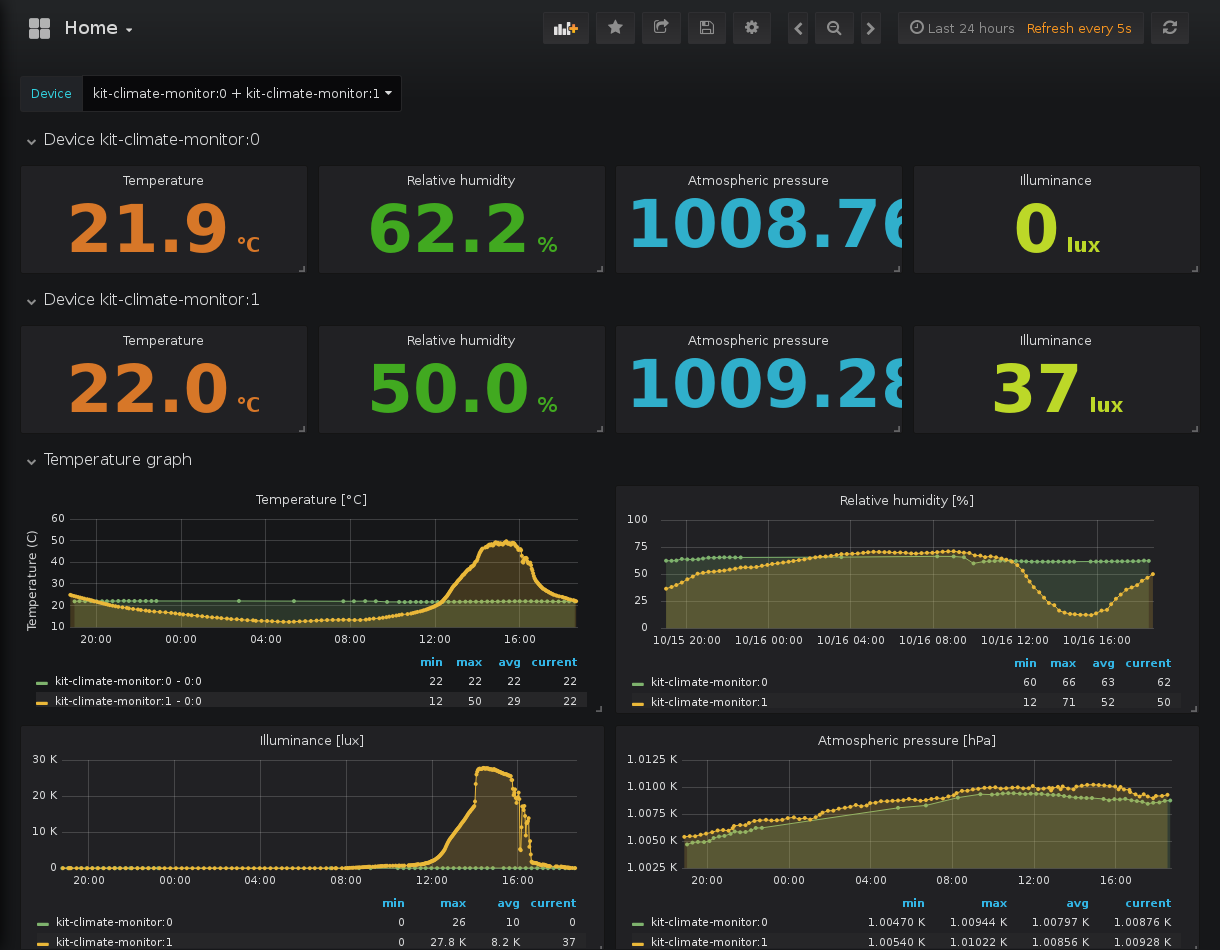 Home
Last 24 hours Refresh every 5s
Device kit-climate-monitor:0 + kit-climate-monitor:1
Device kit-climate-monitor:0
Temperature Relative humidity Atmospheric pressure Illuminance
21.9 °C 62.2 % 1008.76 0 lux
Device kit-climate-monitor:1
Temperature Relative humidity Atmospheric pressure Illuminance
22.0 °C 50.0 % 1009.28 37 lux
Temperature graph
Temperature [°C]
Temperature (C)
60
50
40
30
20
10
20:00 00:00 04:00 08:00 12:00 16:00
min max avg current
kit-climate-monitor:0 - 0:0 22 22 22 22
kit-climate-monitor:1 - 0:0 12 50 29 22
Relative humidity [%]
100
75
50
25
0
10/15 20:00 10/16 00:00 10/16 04:00 10/16 08:00 10/16 12:00 10/16 16:00
min max avg current
kit-climate-monitor:0 60 66 63 62
kit-climate-monitor:1 12 71 52 50
Illuminance [lux]
30 K
20 K
10 K
0
20:00 00:00 04:00 08:00 12:00 16:00
min max avg current
kit-climate-monitor:0 0 26 10 0
kit-climate-monitor:1 0 27.8 K 8.2 K 37
Atmospheric pressure [hPa]
1.0125 K
1.0100 K
1.0075 K
1.0050 K
1.0025 K
20:00 00:00 04:00 08:00 12:00 16:00
min max avg current
kit-climate-monitor:0 1.00470 K 1.00944 K 1.00797 K 1.00876 K
kit-climate-monitor:1 1.00540 K 1.01022 K 1.00856 K 1.00928 K